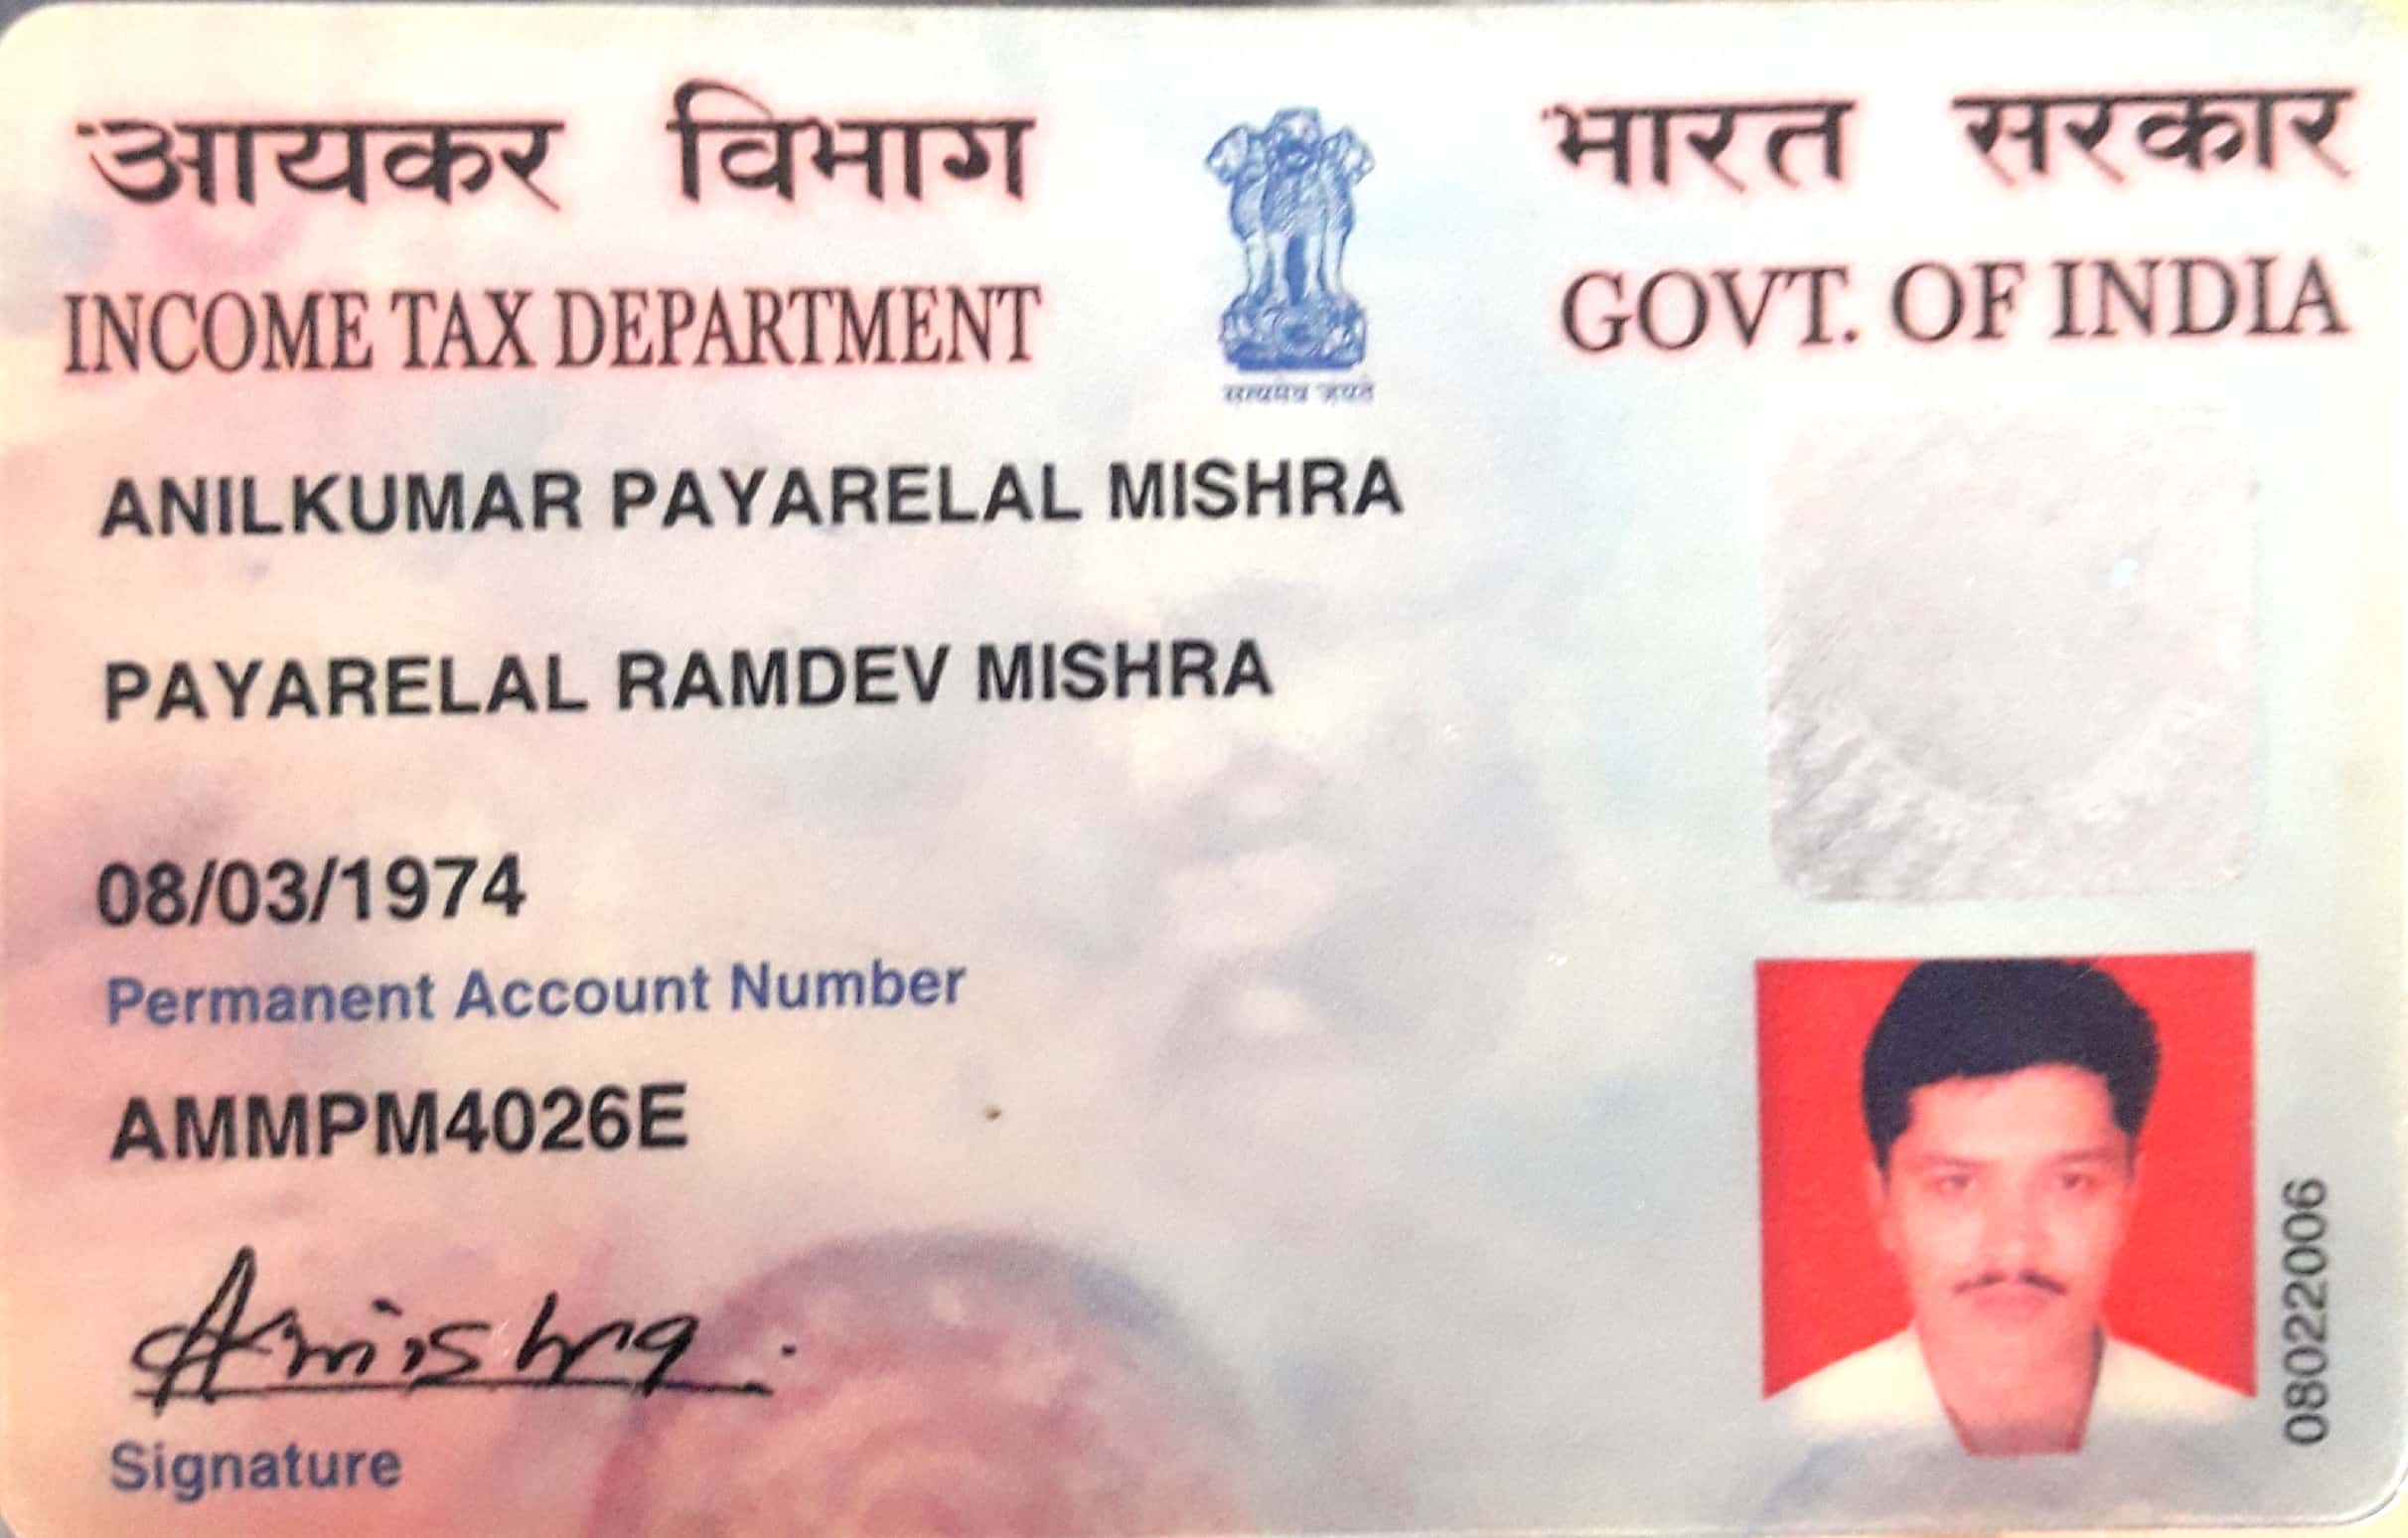 आयकर विभाग
INCOME TAX DEPARTMENT
भारत सरकार
GOVT. OF INDIA
सत्यमेव जयते
ANILKUMAR PAYARELAL MISHRA
PAYARELAL RAMDEV MISHRA
08/03/1974
Permanent Account Number
AMMPM4026E
Amishra
Signature
08022006